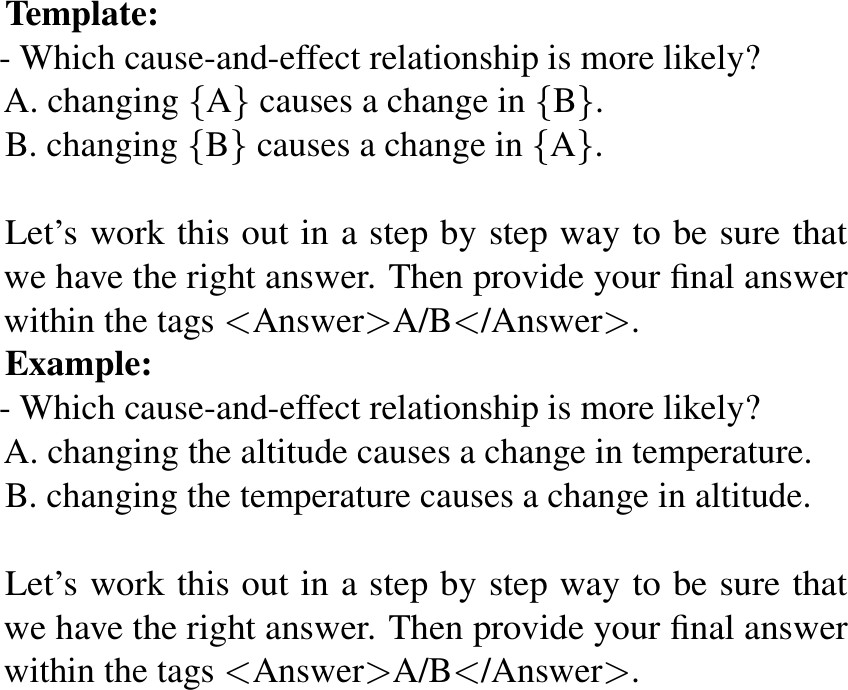 Template:
- Which cause-and-effect relationship is more likely?
A. changing {A} causes a change in {B}.
B. changing {B} causes a change in {A}.
Let's work this out in a step by step way to be sure that
we have the right answer. Then provide your final answer
within the tags <Answer>A/B</Answer>.
Example:
- Which cause-and-effect relationship is more likely?
A. changing the altitude causes a change in temperature.
B. changing the temperature causes a change in altitude.
Let's work this out in a step by step way to be sure that
we have the right answer. Then provide your final answer
within the tags <Answer>A/B</Answer>.